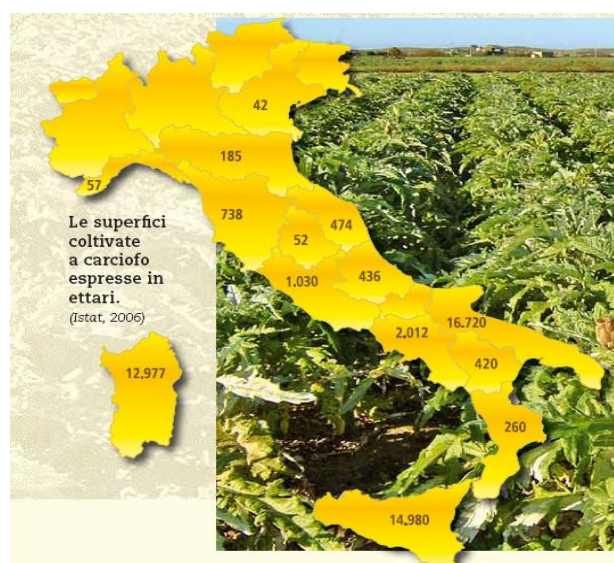 42
185
57
738
474
52
436
1.030
16.720
2.012
420
260
14.980
12.977
Le superfici
coltivate
a carciofo
espresse in
ettari.
(Istat, 2006)